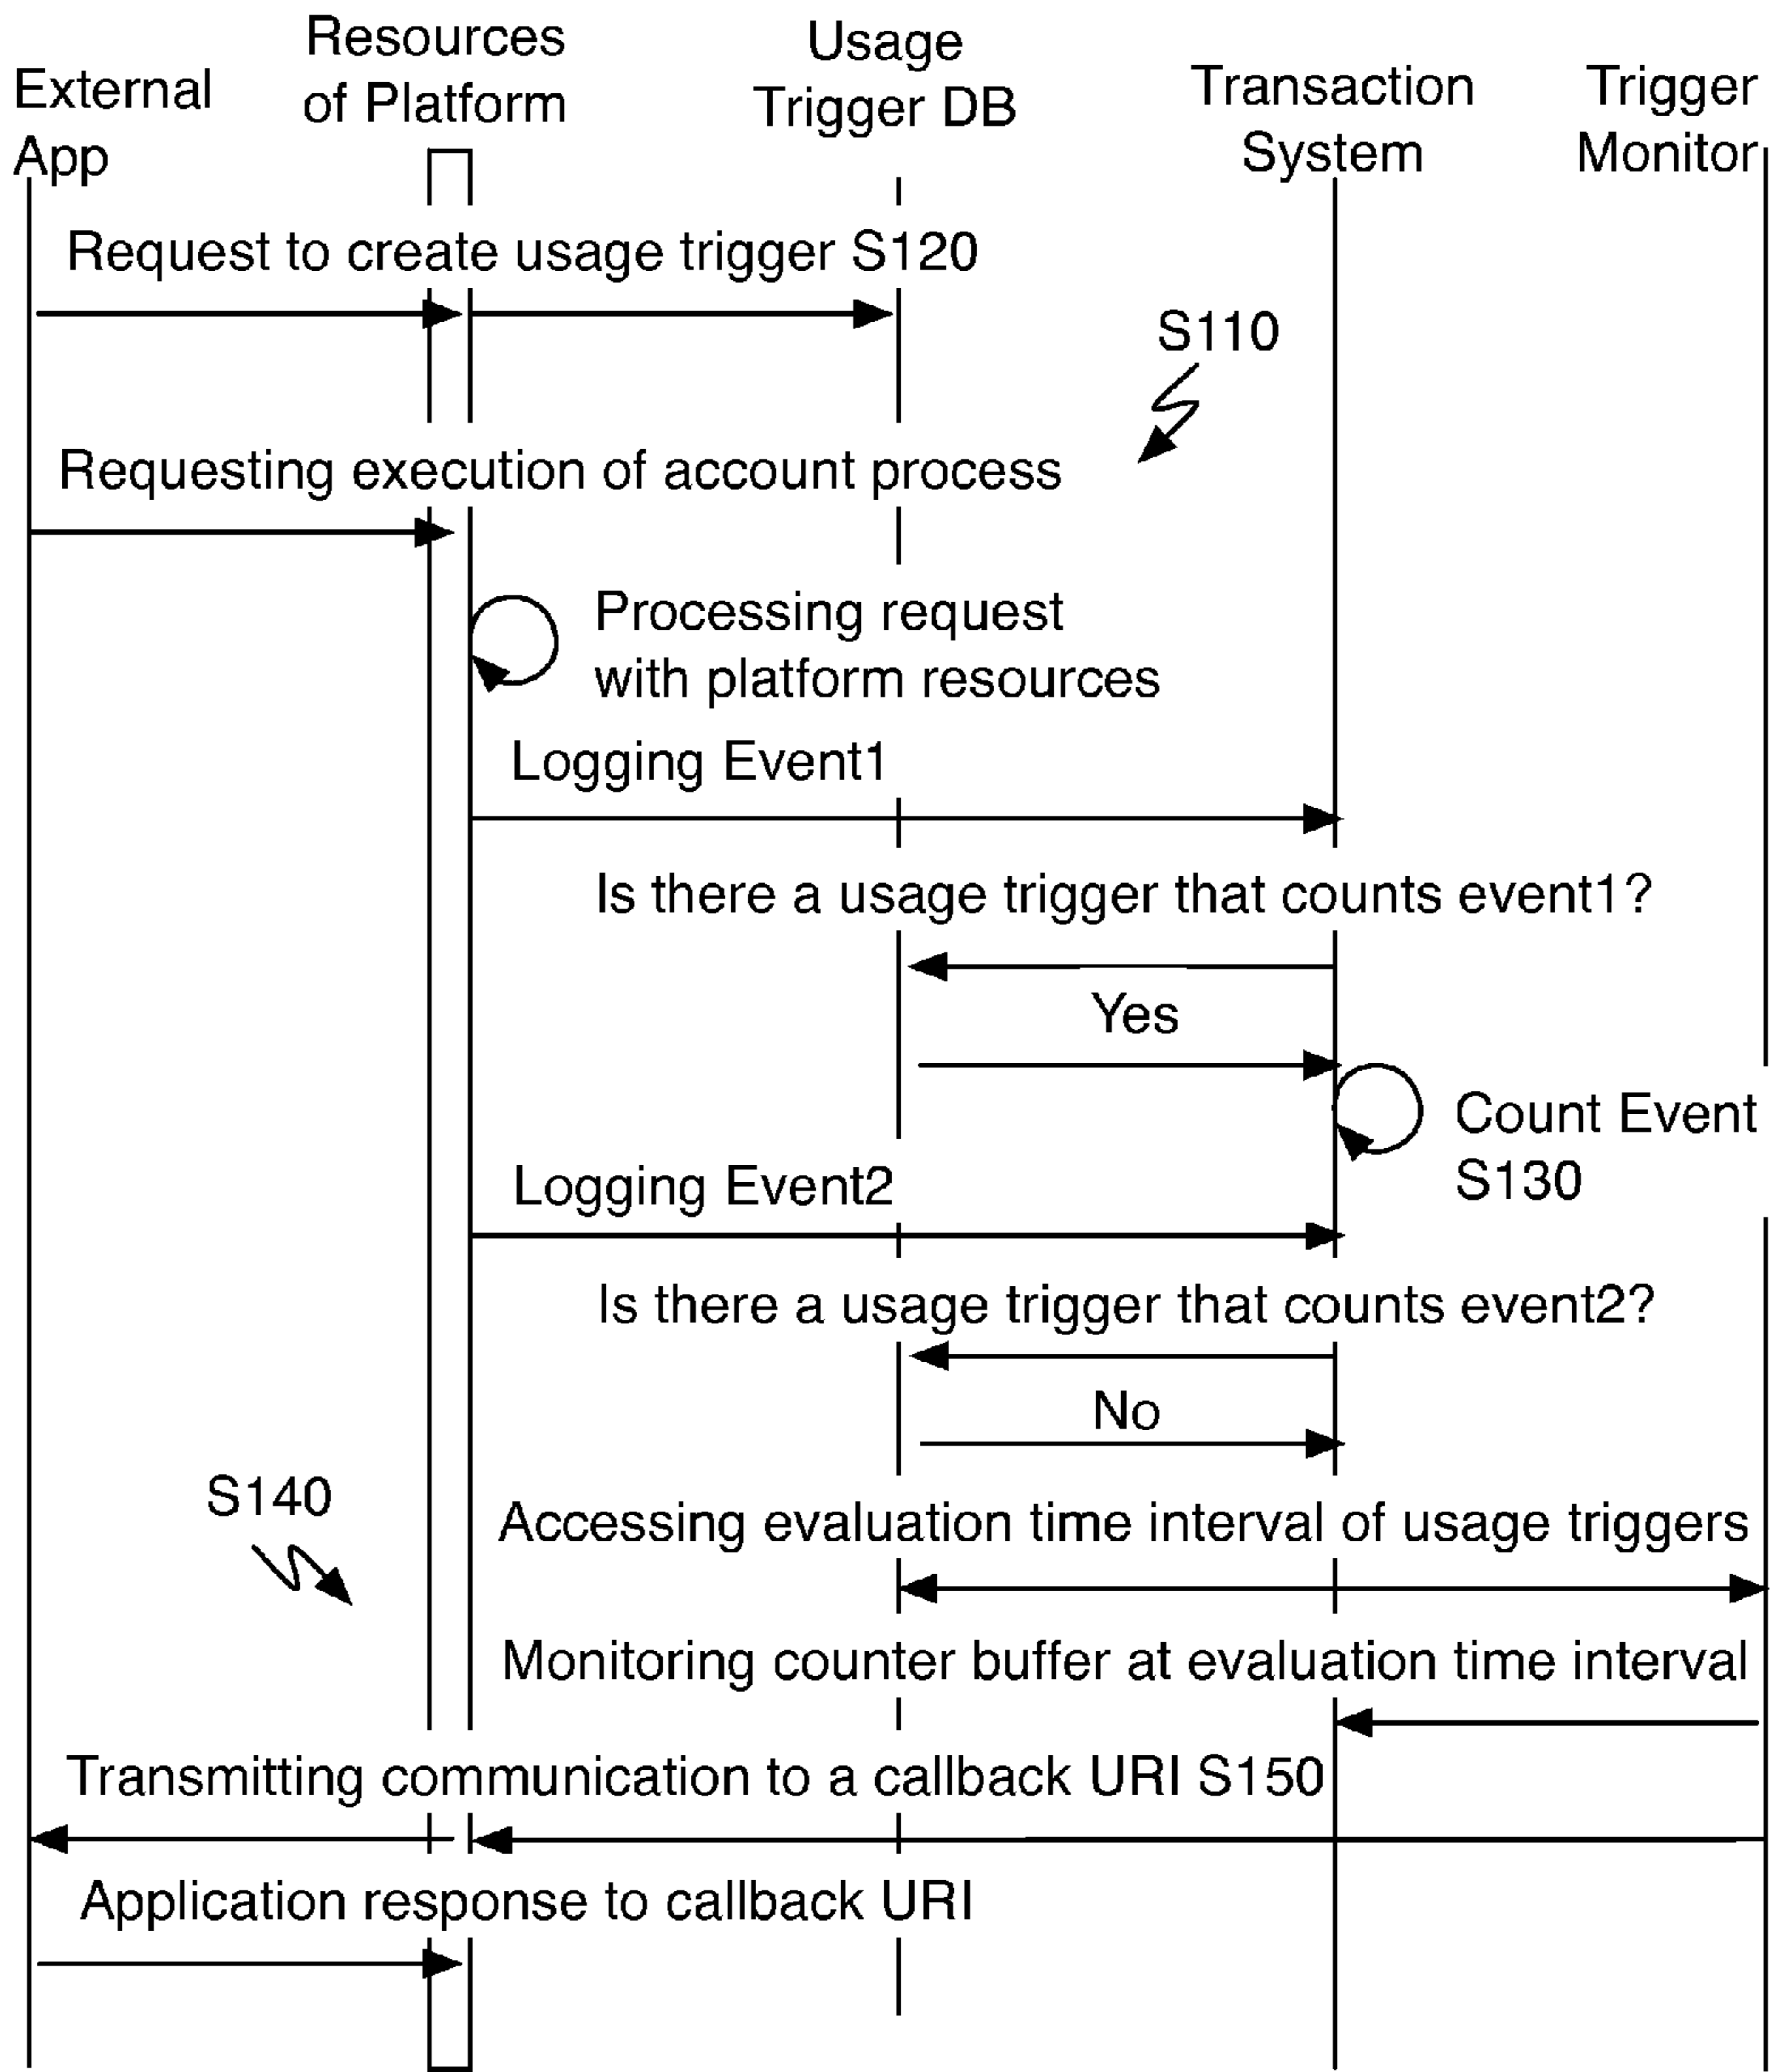 External
App
Resources
of Platform
Usage
Trigger DB
Transaction
System
Trigger
Monitor
Request to create usage trigger S120
S110
Requesting execution of account process
Processing request
with platform resources
Logging Event1
Is there a usage trigger that counts event1?
Yes
Count Event
S130
Logging Event2
Is there a usage trigger that counts event2?
No
S140
Accessing evaluation time interval of usage triggers
Monitoring counter buffer at evaluation time interval
Transmitting communication to a callback URI S150
Application response to callback URI